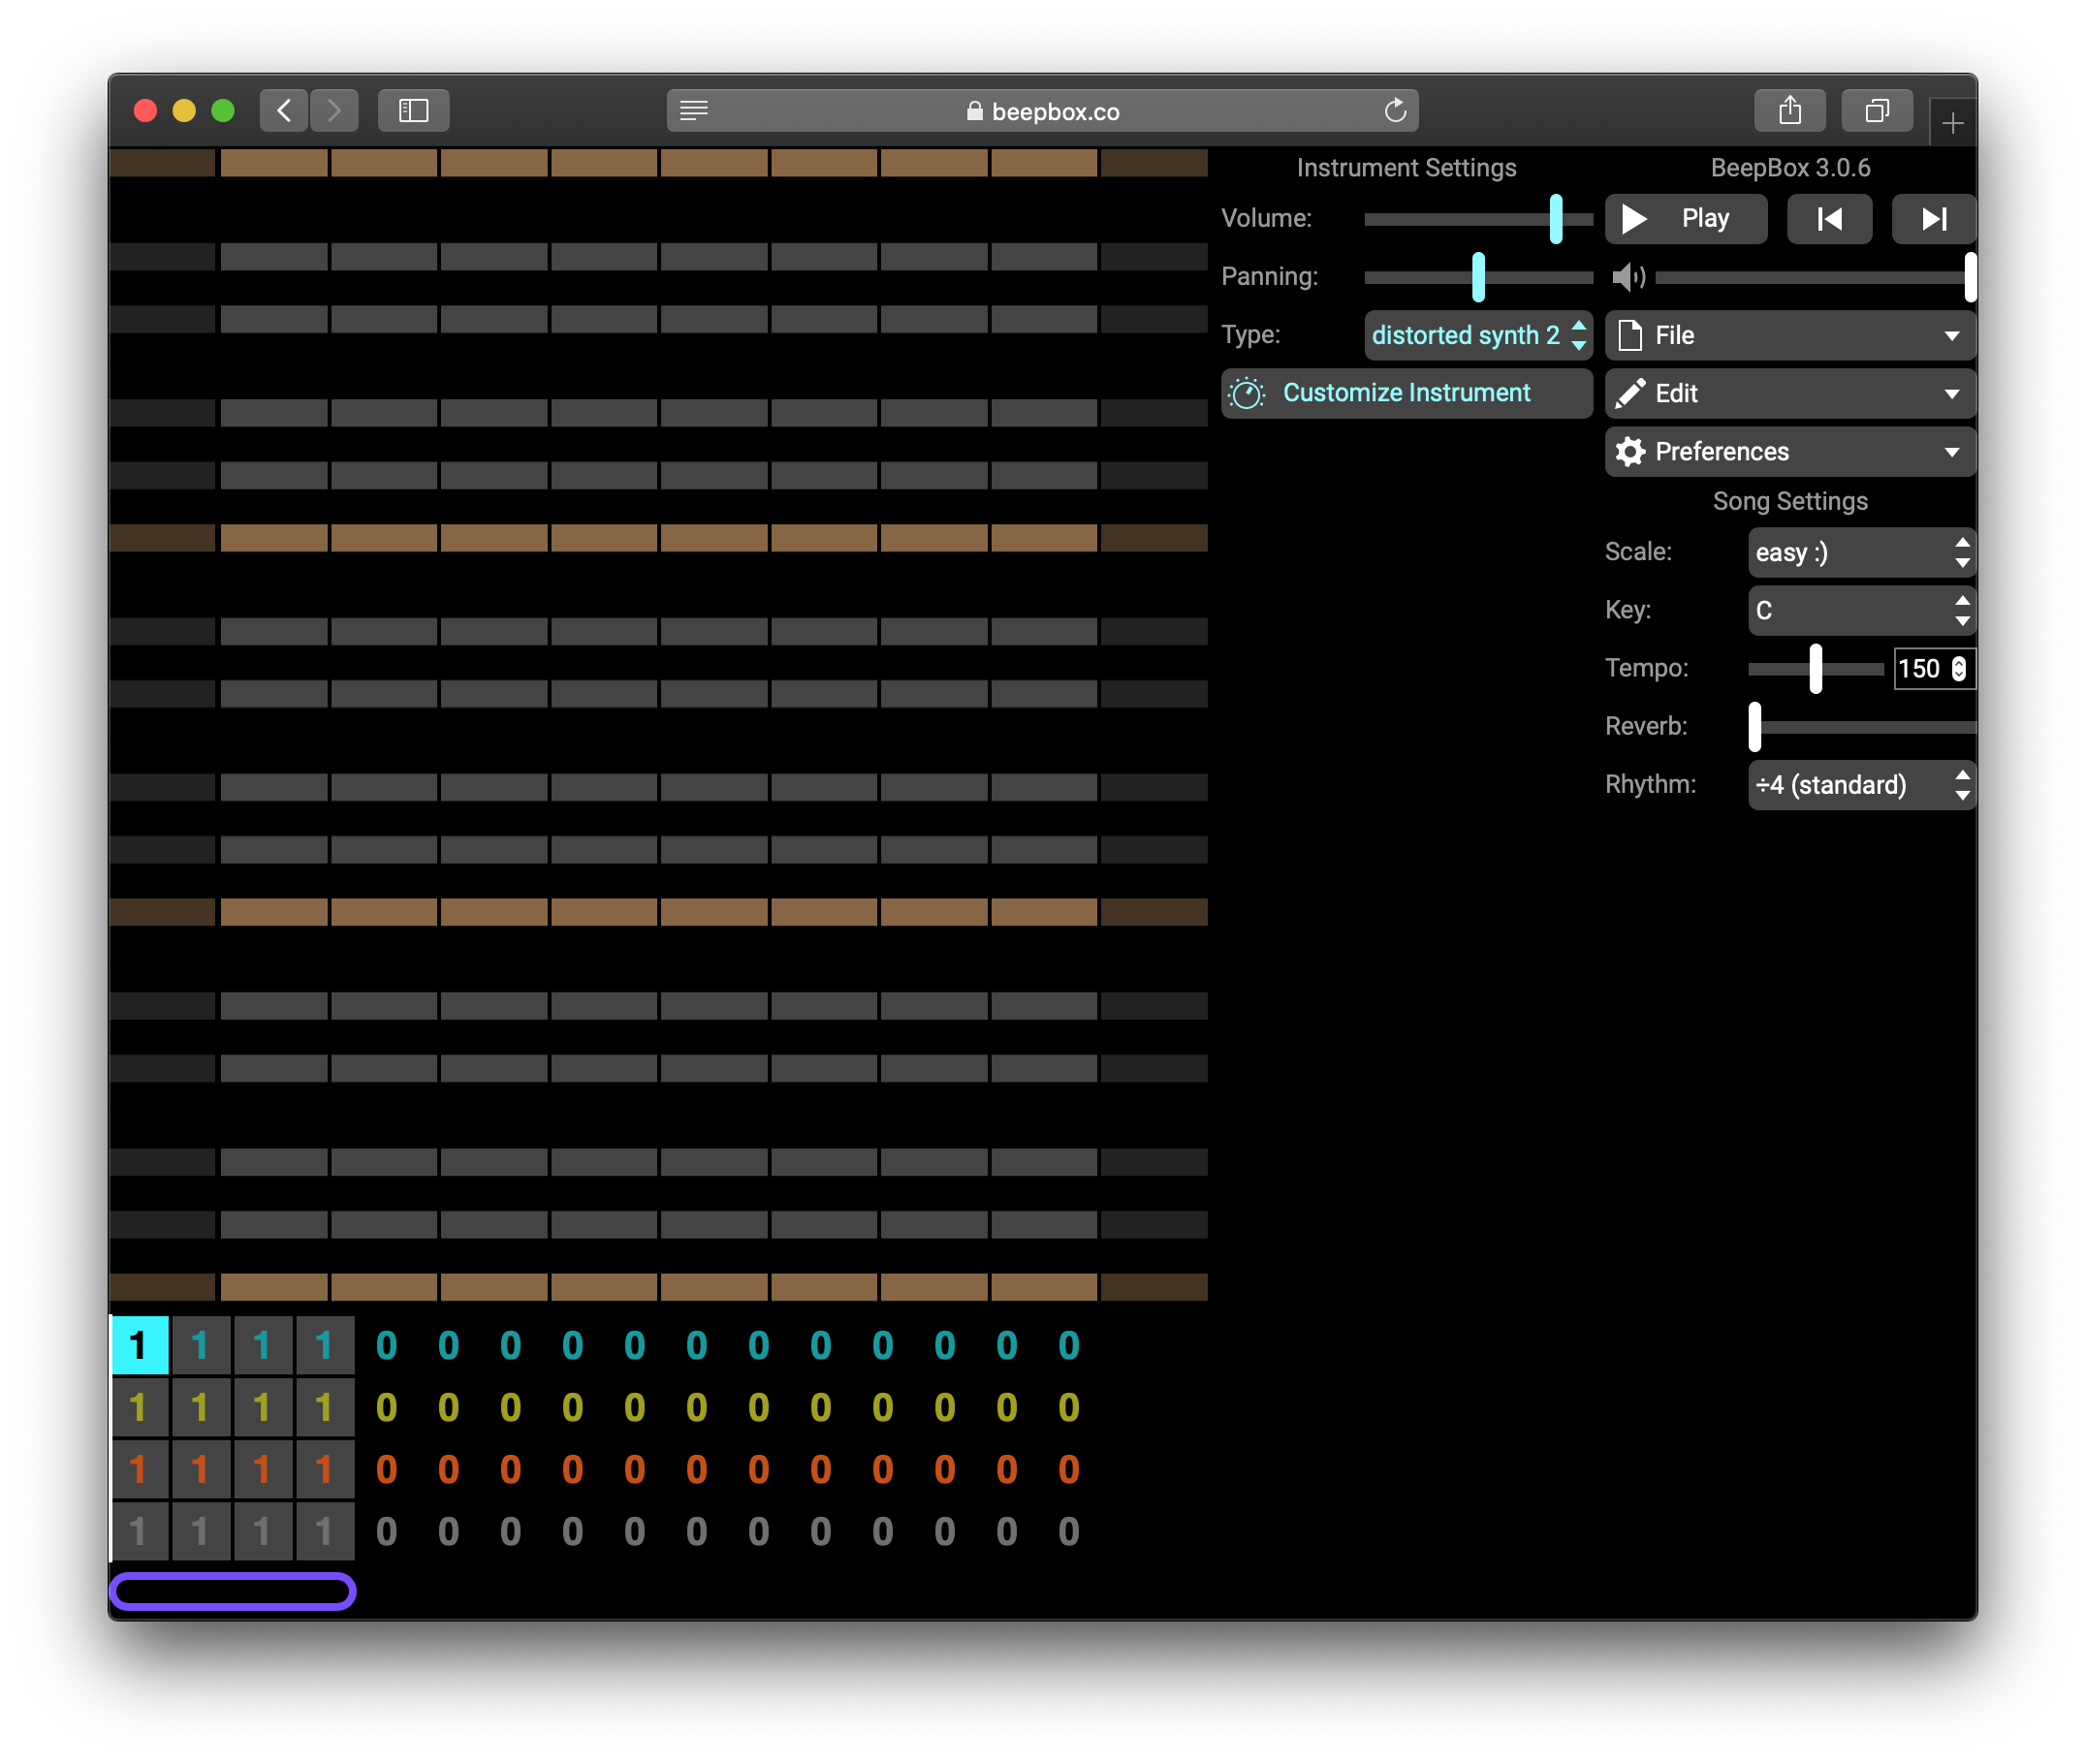 beepbox.co
Instrument Settings
Volume:
Panning:
Type: distorted synth 2
Customize Instrument
BeepBox 3.0.6
Play
File
Edit
Preferences
Song Settings
Scale: easy :)
Key: C
Tempo: 150
Reverb:
Rhythm: ÷4 (standard)
1 1 1 1 0 0 0 0 0 0 0 0 0 0 0 0
1 1 1 1 0 0 0 0 0 0 0 0 0 0 0 0
1 1 1 1 0 0 0 0 0 0 0 0 0 0 0 0
1 1 1 1 0 0 0 0 0 0 0 0 0 0 0 0